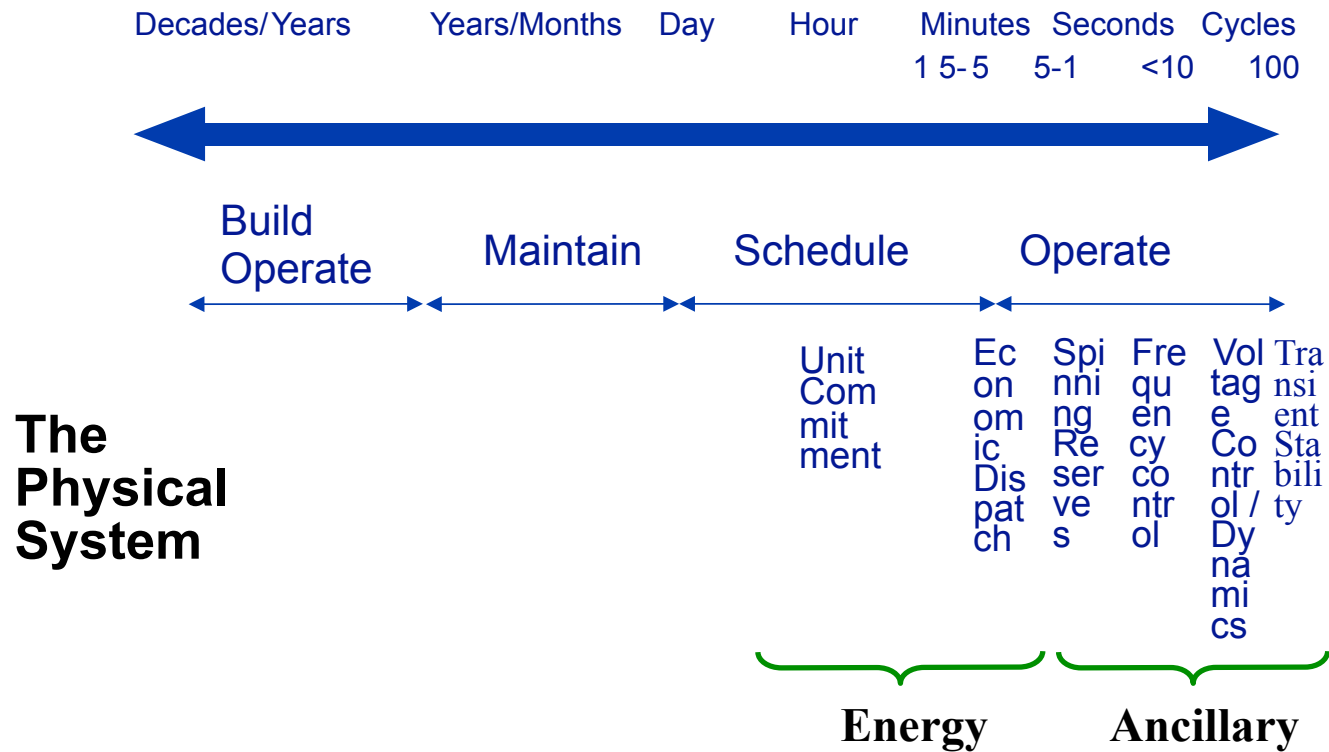 Decades/Years Years/Months Day Hour Minutes Seconds Cycles
1 5- 5 5-1 <10 100
Build
Operate
Maintain
Schedule
Operate
The
Physical
System
Unit
Com
mit
ment
Ec
on
om
ic
Dis
pat
ch
Spi
nni
ng
Re
ser
ve
s
Fre
qu
en
cy
co
ntr
ol
Vol
tag
e
Co
ntr
ol /
Dy
na
mi
cs
Tra
nsi
ent
Sta
bili
ty
Energy
Ancillary